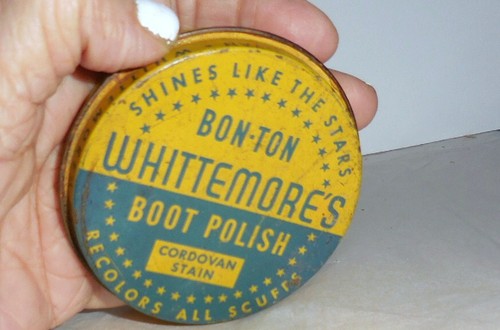 SHINES LIKE THE STARS
BON-TON
WHITTEMORE'S
BOOT POLISH
CORDOVAN
STAIN
RECOLORS ALL SCUFFS